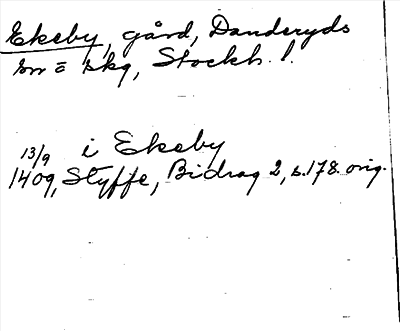 Ekeby, gård, Danderyds
sn o skg, Stockh. l.
13/9 i Ekeby
1409, Styffe, Bidrag 2, s. 178. orig.